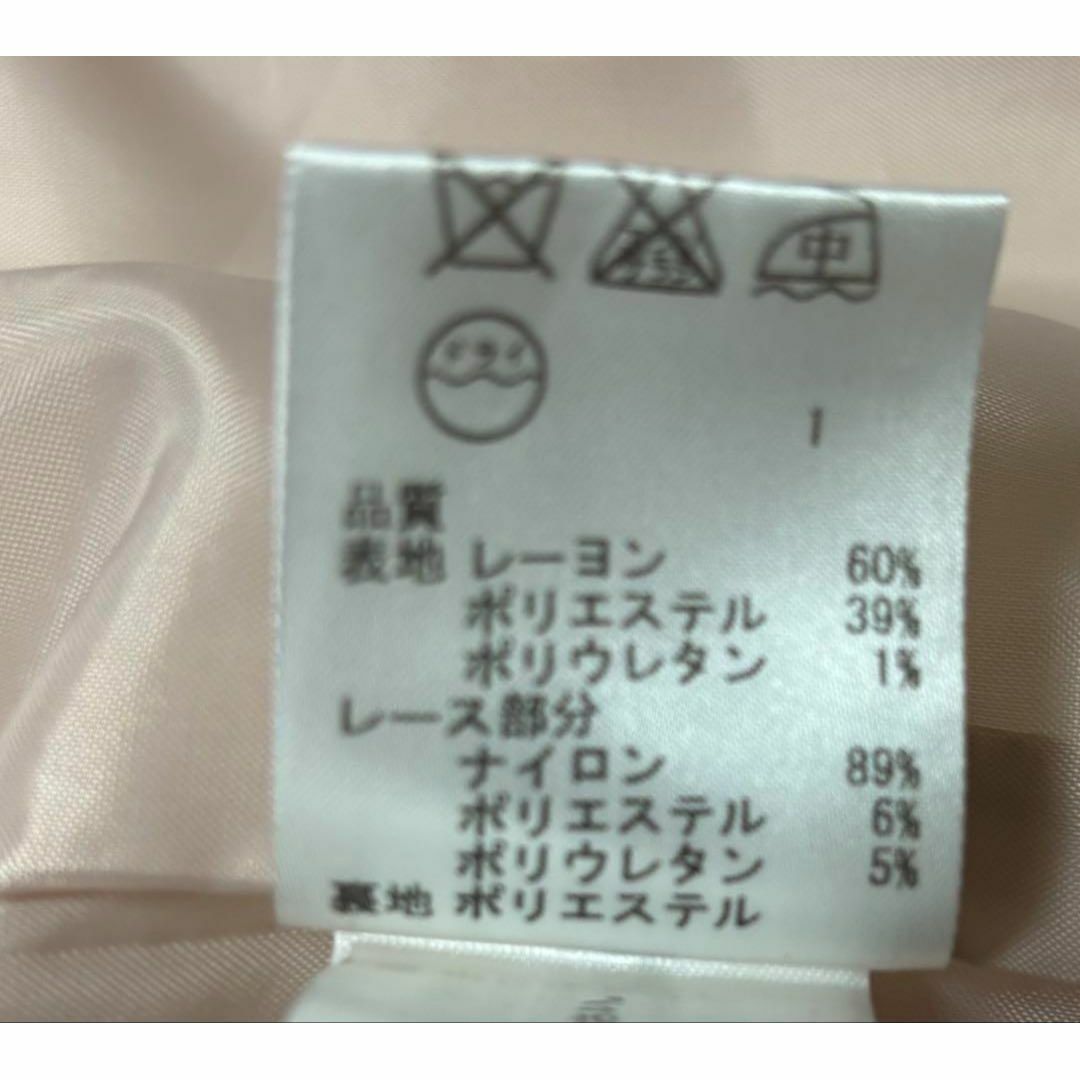 中
ドライ
1
品質
表地 レーヨン 60%
ポリエステル 39%
ポリウレタン 1%
レース部分
ナイロン 89%
ポリエステル 6%
ポリウレタン 5%
裏地 ポリエステル